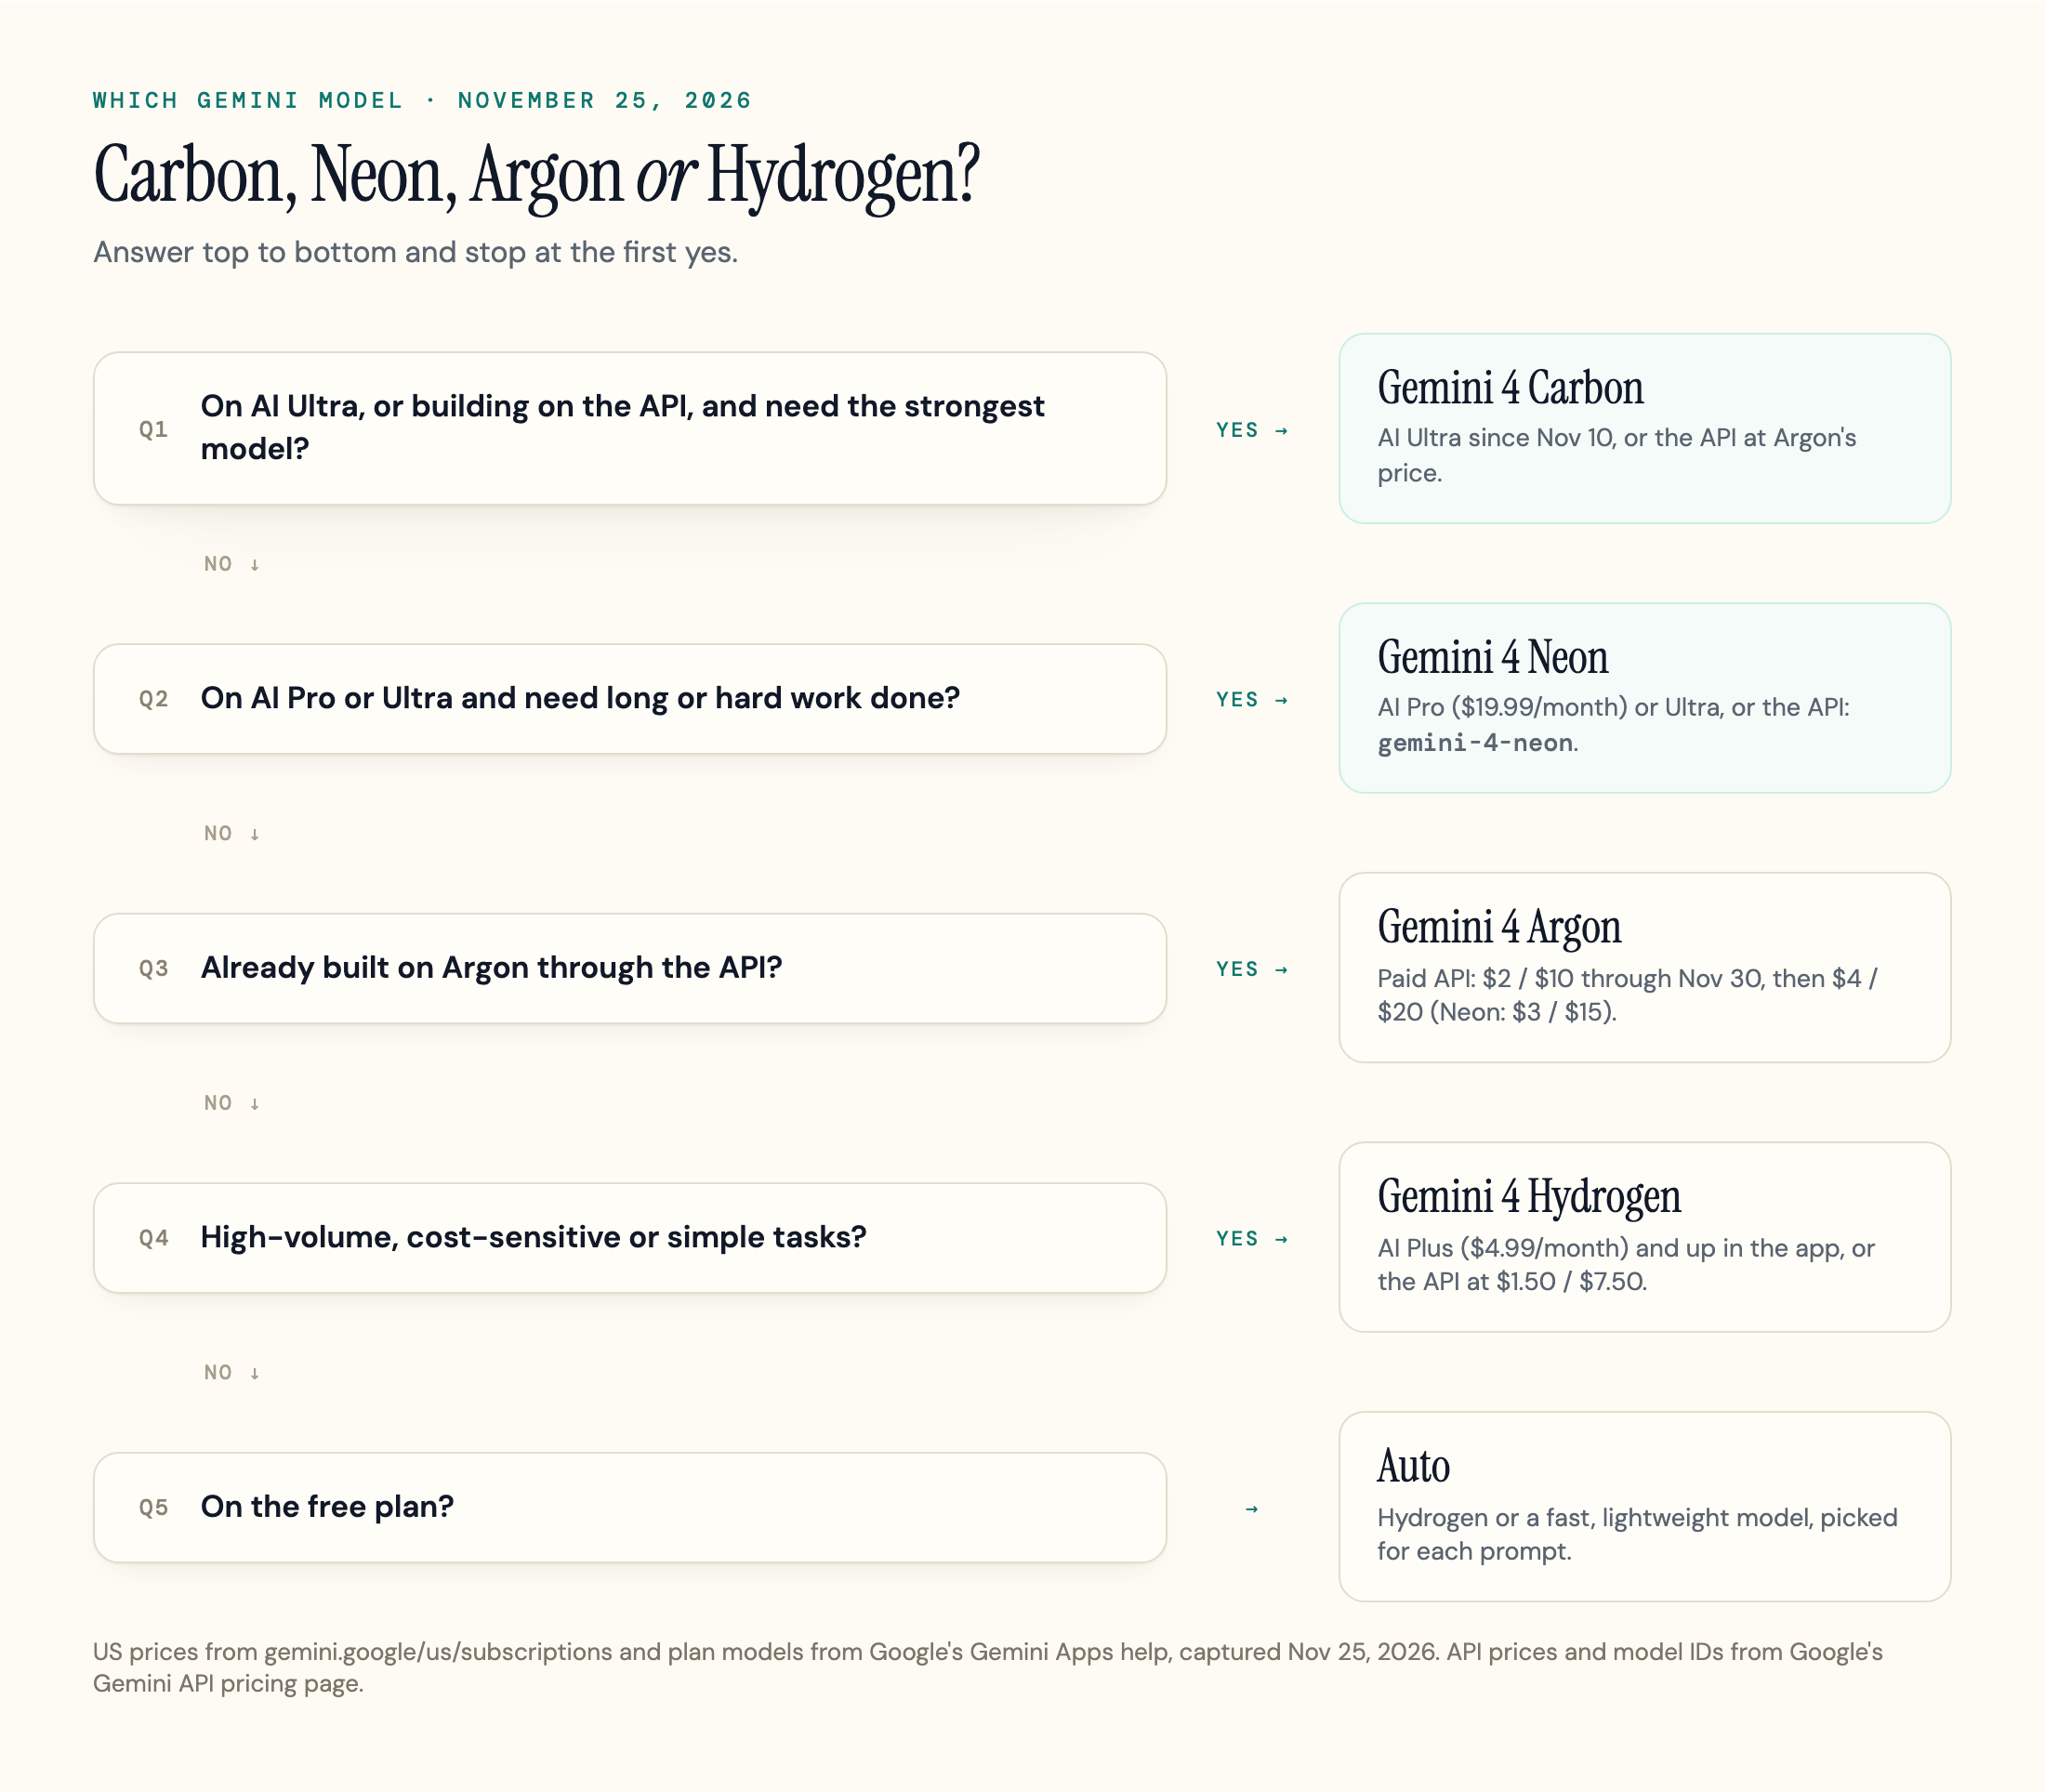 WHICH GEMINI MODEL · NOVEMBER 25, 2026
Carbon, Neon, Argon or Hydrogen?
Answer top to bottom and stop at the first yes.
Q1 On AI Ultra, or building on the API, and need the strongest
model?
YES →
Gemini 4 Carbon
AI Ultra since Nov 10, or the API at Argon's
price.
NO ↓
Q2 On AI Pro or Ultra and need long or hard work done?
YES →
Gemini 4 Neon
AI Pro ($19.99/month) or Ultra, or the API:
gemini-4-neon.
NO ↓
Q3 Already built on Argon through the API?
YES →
Gemini 4 Argon
Paid API: $2 / $10 through Nov 30, then $4 /
$20 (Neon: $3 / $15).
NO ↓
Q4 High-volume, cost-sensitive or simple tasks?
YES →
Gemini 4 Hydrogen
AI Plus ($4.99/month) and up in the app, or
the API at $1.50 / $7.50.
NO ↓
Q5 On the free plan?
→
Auto
Hydrogen or a fast, lightweight model, picked
for each prompt.
US prices from gemini.google/us/subscriptions and plan models from Google's Gemini Apps help, captured Nov 25, 2026. API prices and model IDs from Google's
Gemini API pricing page.